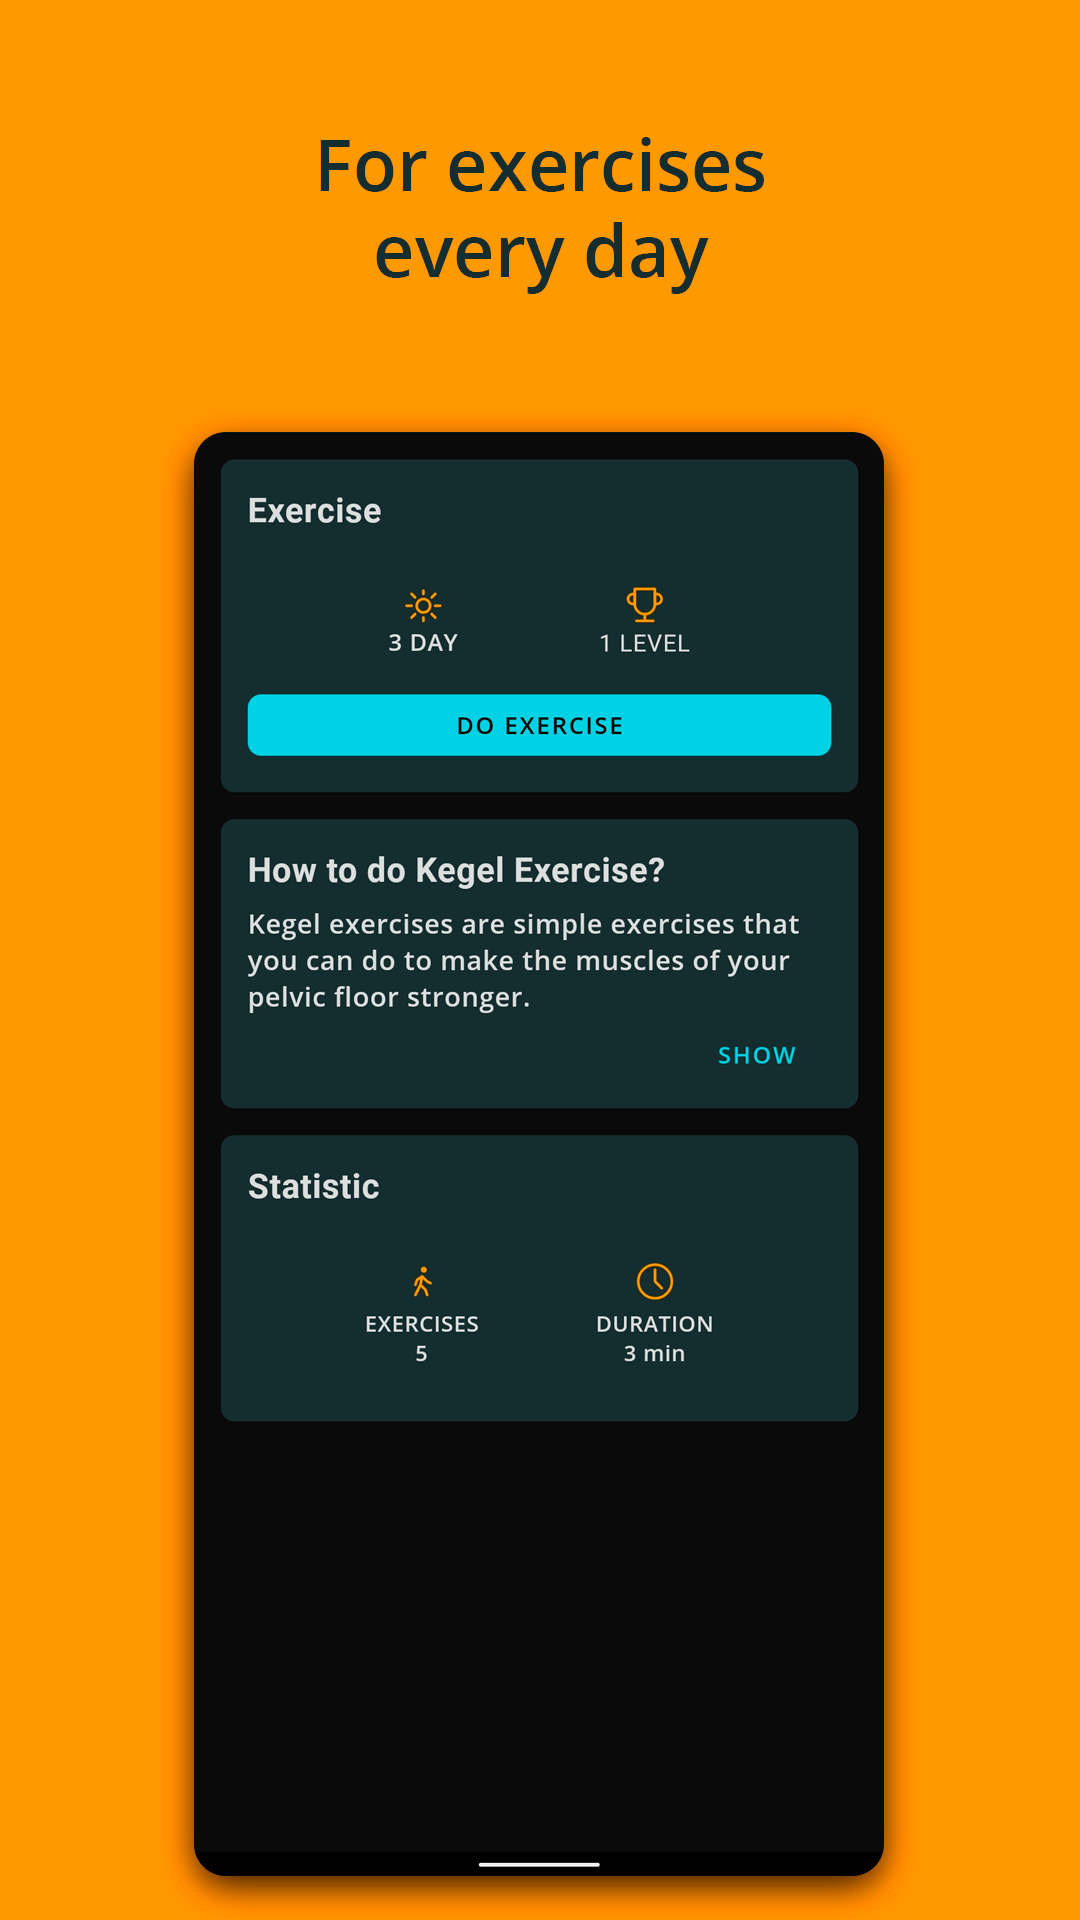 For exercises
every day
Exercise
3 DAY
1 LEVEL
DO EXERCISE
How to do Kegel Exercise?
Kegel exercises are simple exercises that
you can do to make the muscles of your
pelvic floor stronger.
SHOW
Statistic
EXERCISES
5
DURATION
3 min